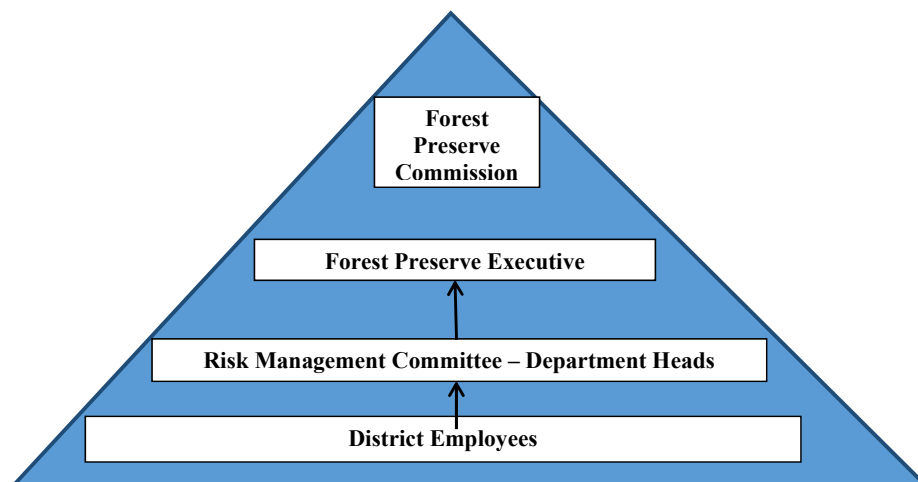 Forest
Preserve
Commission
Forest Preserve Executive
Risk Management Committee – Department Heads
District Employees